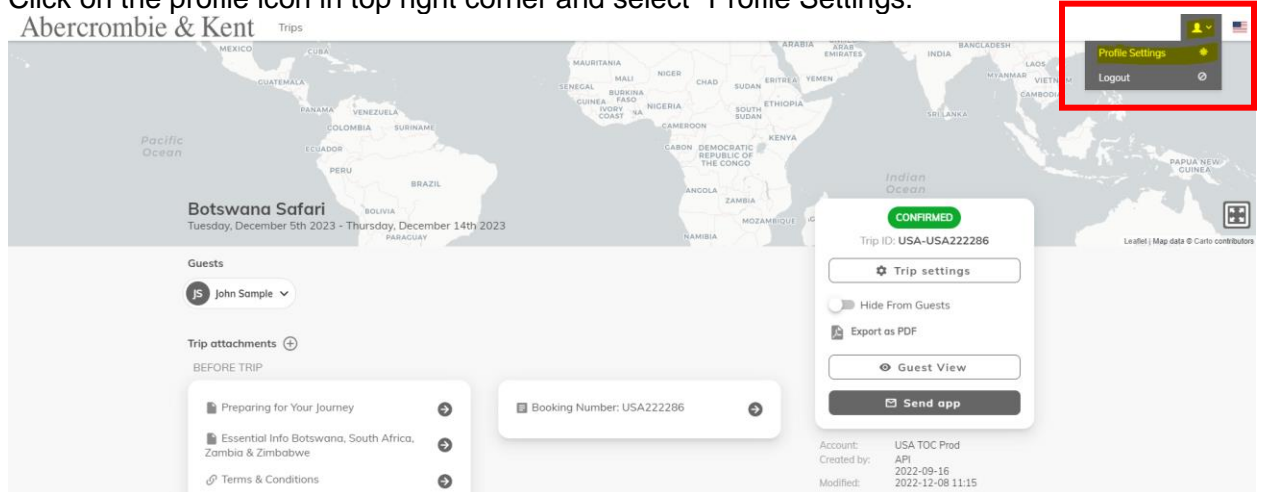 Click on the profile icon in top right corner and select "Profile Settings."
Abercrombie & Kent
Trips
Profile Settings
Logout
MEXICO
CUBA
GUATEMALA
PANAMA
VENEZUELA
COLOMBIA
SURINAME
ECUADOR
PERU
BRAZIL
BOLIVIA
PARAGUAY
Pacific
Ocean
MAURITANIA
MALI
NIGER
CHAD
SUDAN
ERITREA
YEMEN
SENEGAL
BURKINA
FASO
GUINEA
IVORY
COAST
NIGERIA
SOUTH
SUDAN
ETHIOPIA
CAMEROON
KENYA
GABON
DEMOCRATIC
REPUBLIC OF
THE CONGO
ANGOLA
ZAMBIA
MOZAMBIQUE
NAMIBIA
ARABIA
ARAB
EMIRATES
INDIA
BANGLADESH
MYANMAR
LAOS
VIETNAM
CAMBODIA
SRI LANKA
Indian
Ocean
PAPUA NEW
GUINEA
Botswana Safari
Tuesday, December 5th 2023 - Thursday, December 14th 2023
Leaflet | Map data © Carto contributors
CONFIRMED
Trip ID: USA-USA222286
Trip settings
Hide From Guests
Export as PDF
Guest View
Send app
Guests
JS John Sample
Trip attachments
BEFORE TRIP
Preparing for Your Journey
Essential Info Botswana, South Africa,
Zambia & Zimbabwe
Terms & Conditions
Booking Number: USA222286
Account: USA TOC Prod
Created by: API
2022-09-16
Modified: 2022-12-08 11:15